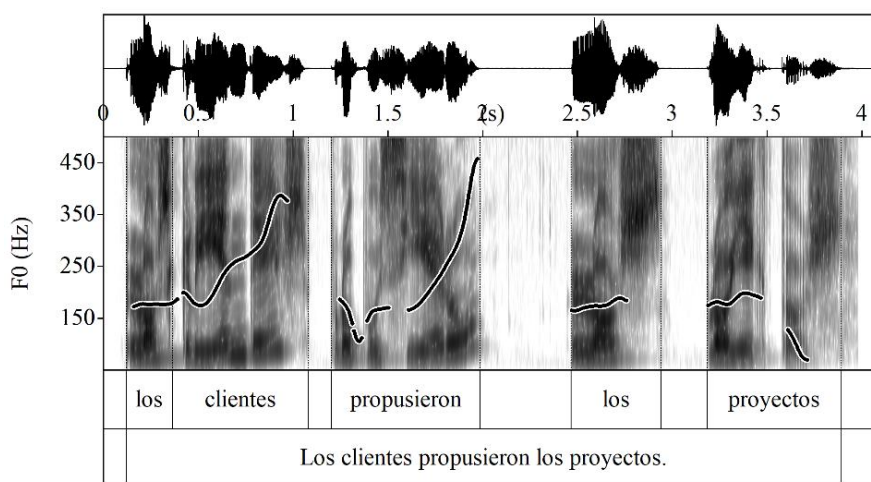 0 0.5 1 1.5 2 (s) 2.5 3 3.5 4
F0 (Hz)
450
350
250
150
los clientes propusieron los proyectos
Los clientes propusieron los proyectos.